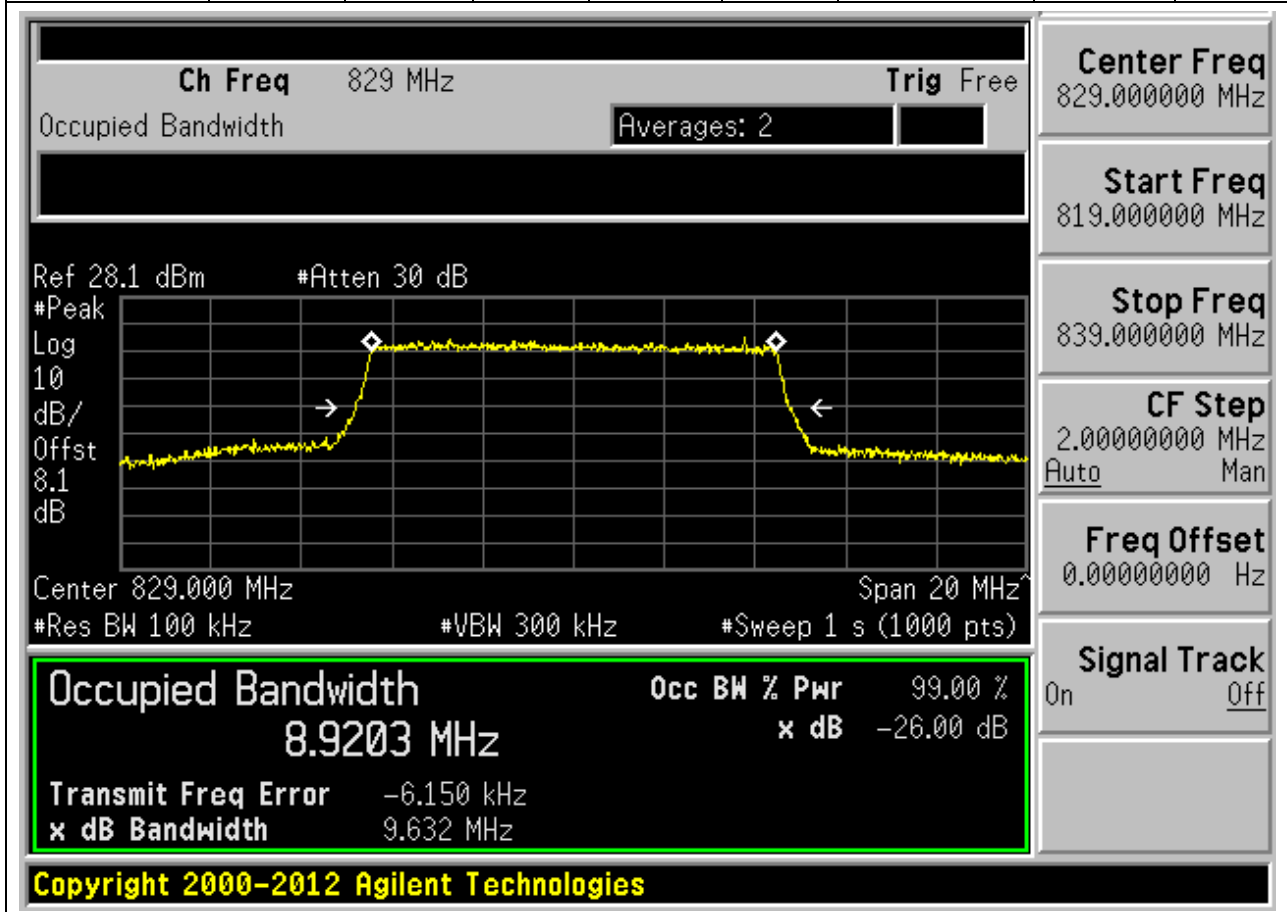 Ch Freq 829 MHz Trig Free
Occupied Bandwidth Averages: 2
Ref 28.1 dBm #Atten 30 dB
#Peak
Log
10
dB/
Offst
8.1
dB
Center 829.000 MHz Span 20 MHz^
#Res BW 100 kHz #VBW 300 kHz #Sweep 1 s (1000 pts)
Occupied Bandwidth Occ BW % Pwr 99.00 %
8.9203 MHz x dB -26.00 dB
Transmit Freq Error -6.150 kHz
x dB Bandwidth 9.632 MHz
Copyright 2000-2012 Agilent Technologies
Center Freq
829.000000 MHz
Start Freq
819.000000 MHz
Stop Freq
839.000000 MHz
CF Step
2.00000000 MHz
Auto Man
Freq Offset
0.00000000 Hz
Signal Track
On Off